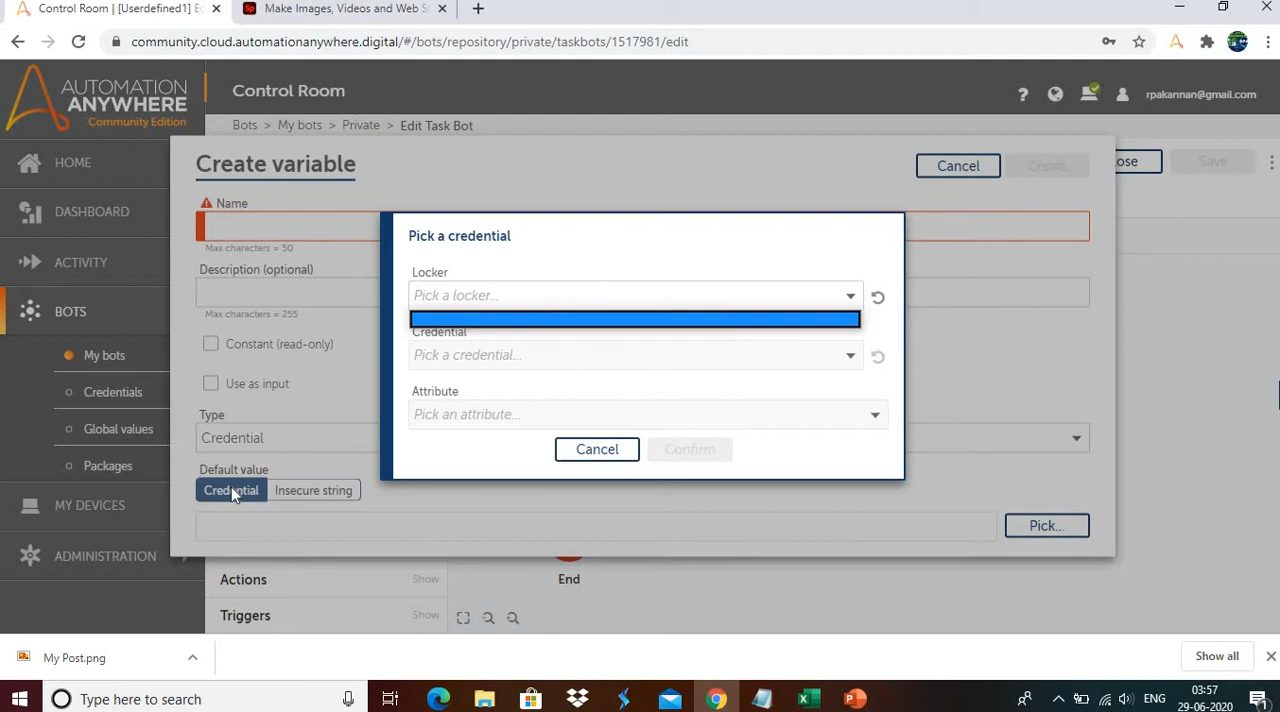 Control Room | [Userdefined1] Ec
Make Images, Videos and Web St
community.cloud.automationanywhere.digital/#/bots/repository/private/taskbots/1517981/edit
AUTOMATION
ANYWHERE
Community Edition
Control Room
rpakannan@gmail.com
Bots > My bots > Private > Edit Task Bot
HOME
DASHBOARD
ACTIVITY
BOTS
My bots
Credentials
Global values
Packages
MY DEVICES
ADMINISTRATION
Create variable
Cancel
Create
ose
Save
Name
Max characters = 50
Description (optional)
Max characters = 255
Constant (read-only)
Use as input
Type
Credential
Default value
Credential
Insecure string
Pick...
Pick a credential
Locker
Pick a locker...
Credential
Pick a credential...
Attribute
Pick an attribute...
Cancel
Confirm
Actions
Show
End
Triggers
Show
My Post.png
Show all
Type here to search
ENG
03:57
29-06-2020